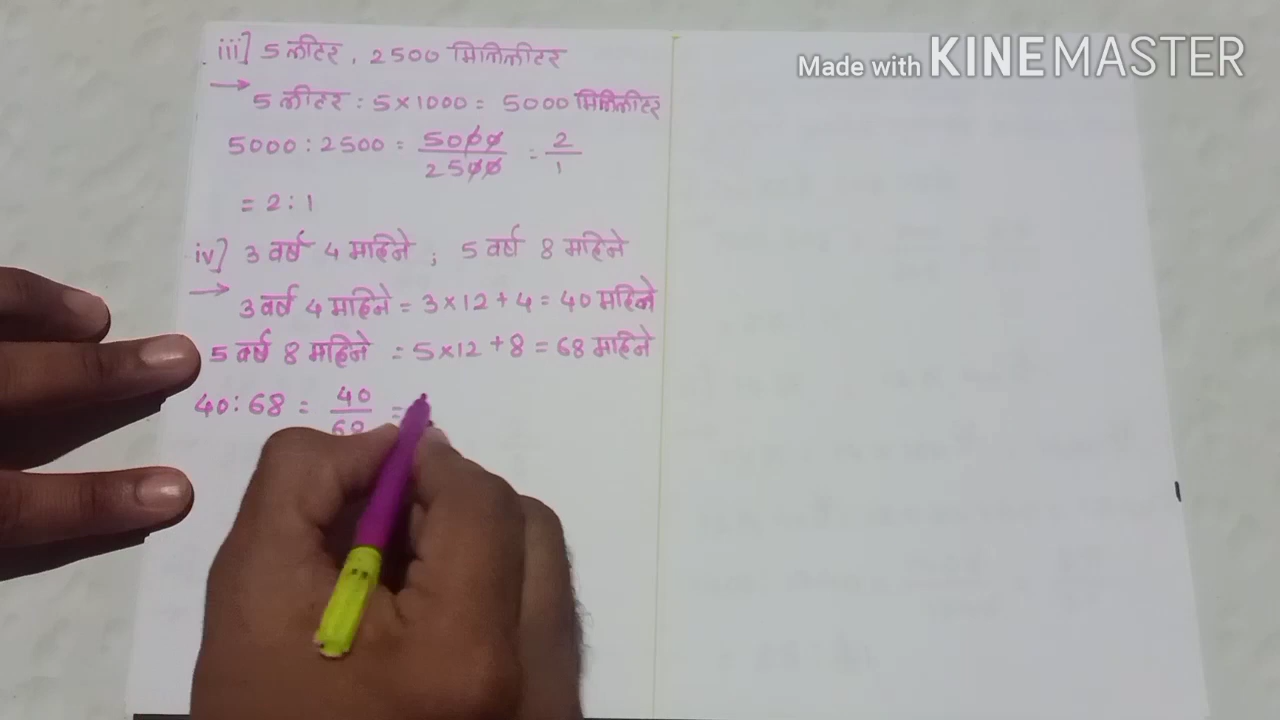 Made with KINEMASTER
iii] 5 लीटर, 2500 मिलिलीटर
→ 5 लीटर : 5×1000 = 5000 मिलिलीटर
5000 : 2500 = 5000/2500 = 2/1
= 2 : 1
iv] 3 वर्ष 4 महिने ; 5 वर्ष 8 महिने
→ 3 वर्ष 4 महिने = 3×12 + 4 = 40 महिने
5 वर्ष 8 महिने = 5×12 + 8 = 68 महिने
40 : 68 = 40/68 =